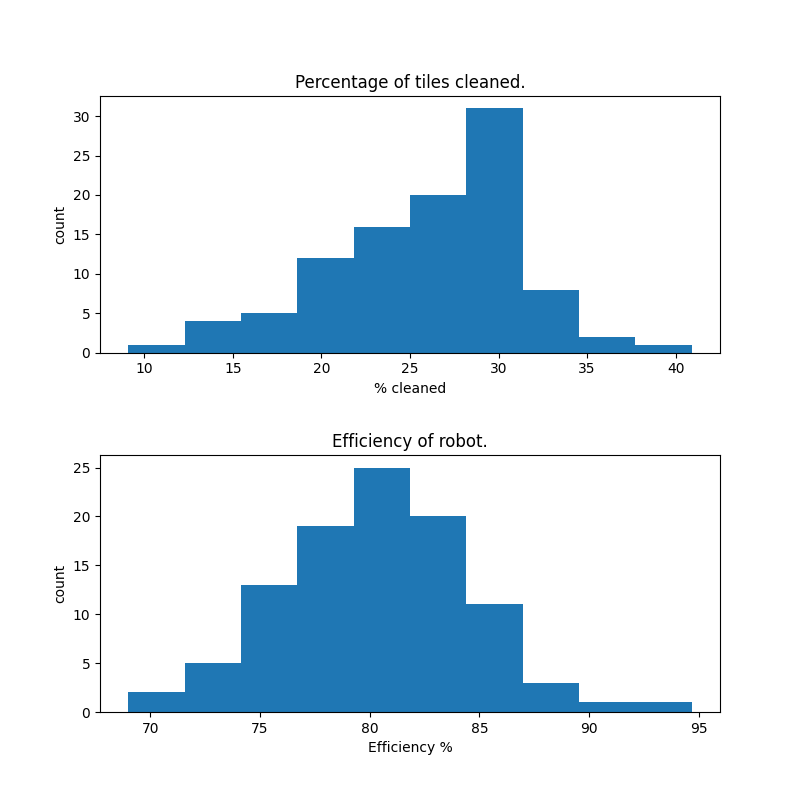 Percentage of tiles cleaned.
30
25
20
15
10
5
0
count
10 15 20 25 30 35 40
% cleaned
Efficiency of robot.
25
20
15
10
5
0
count
70 75 80 85 90 95
Efficiency %